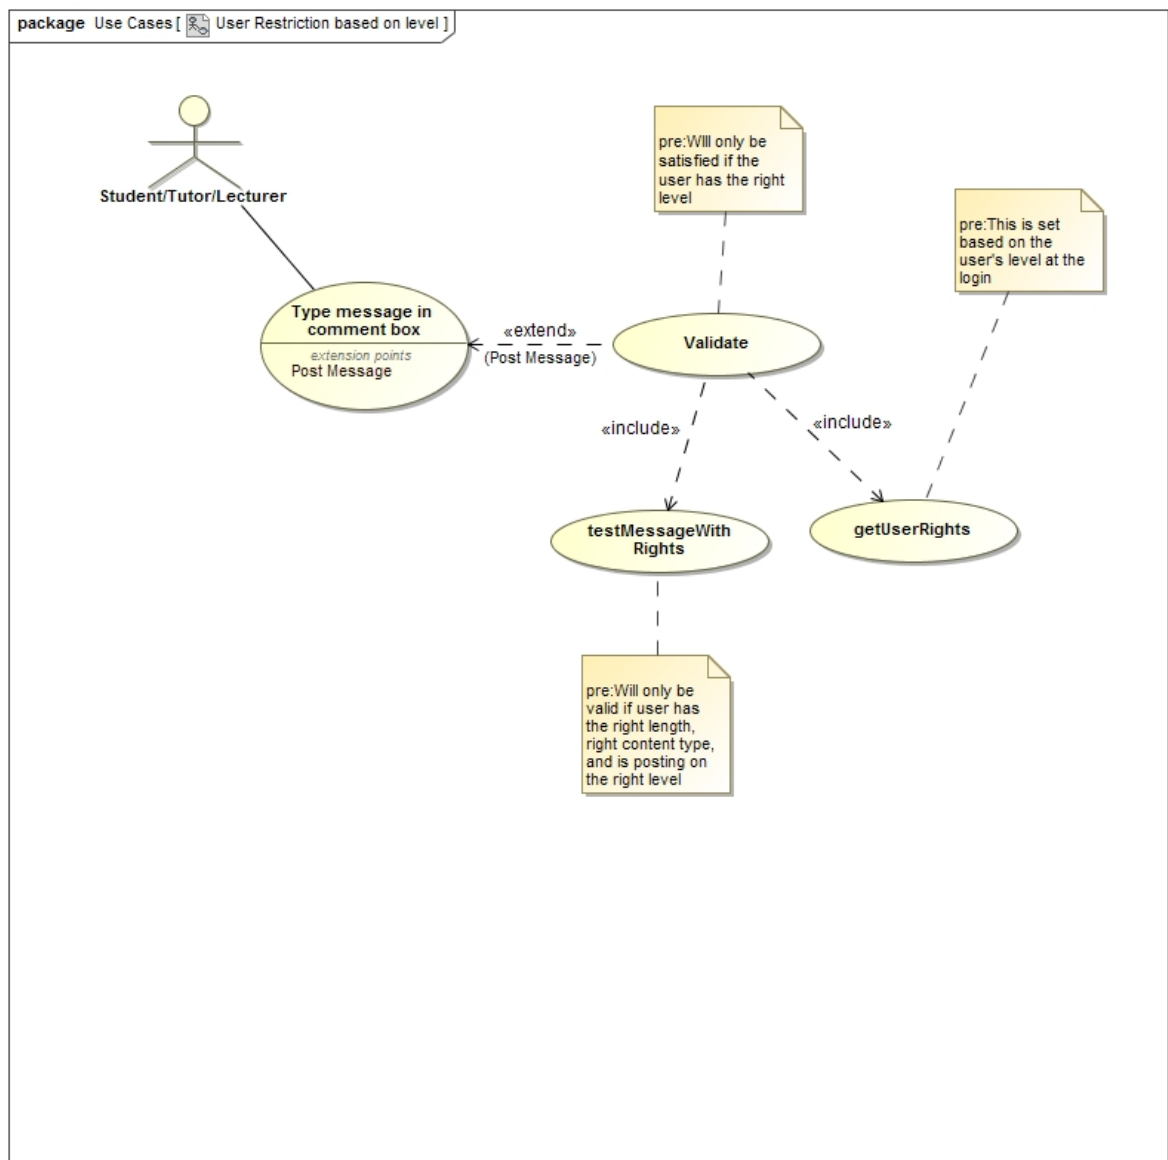 package Use Cases [ User Restriction based on level ]
Student/Tutor/Lecturer
Type message in
comment box
extension points
Post Message
«extend»
(Post Message)
pre:WIll only be
satisfied if the
user has the right
level
Validate
pre:This is set
based on the
user's level at the
login
«include»
«include»
testMessageWith
Rights
getUserRights
pre:Will only be
valid if user has
the right length,
right content type,
and is posting on
the right level